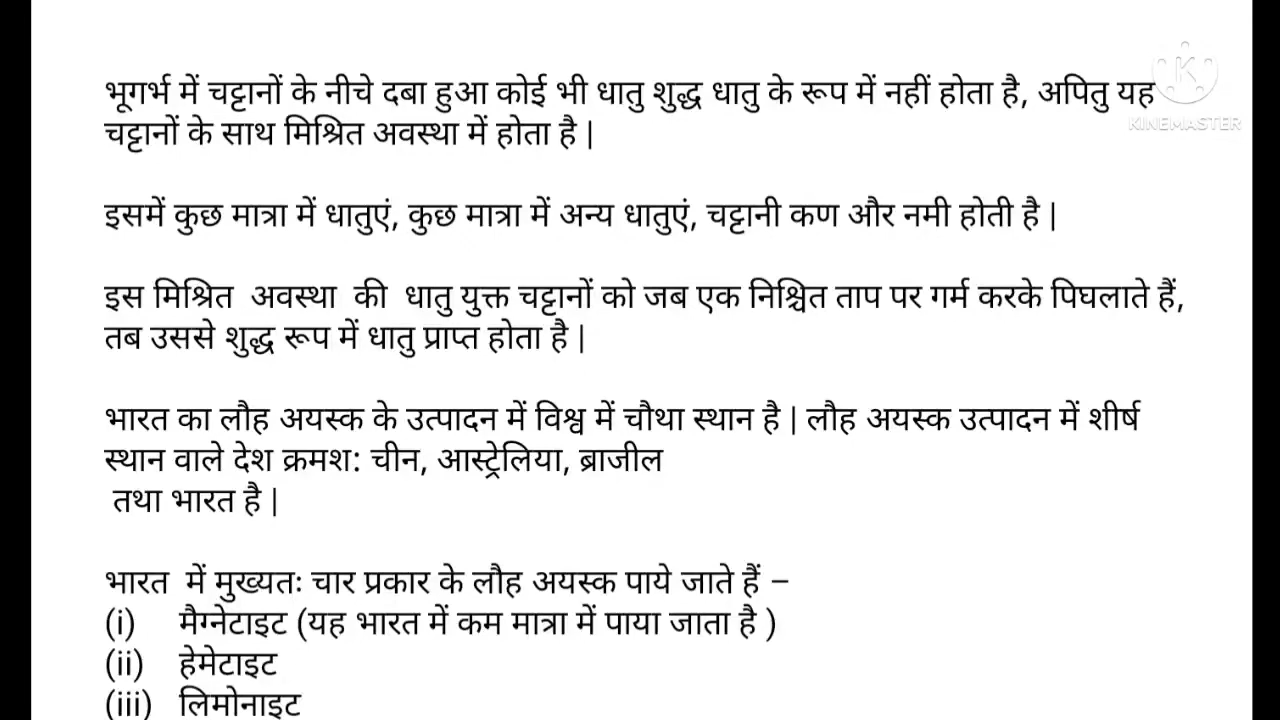 भूगर्भ में चट्टानों के नीचे दबा हुआ कोई भी धातु शुद्ध धातु के रूप में नहीं होता है, अपितु यह
चट्टानों के साथ मिश्रित अवस्था में होता है |
KINEMASTER
इसमें कुछ मात्रा में धातुएं, कुछ मात्रा में अन्य धातुएं, चट्टानी कण और नमी होती है |
इस मिश्रित अवस्था की धातु युक्त चट्टानों को जब एक निश्चित ताप पर गर्म करके पिघलाते हैं,
तब उससे शुद्ध रूप में धातु प्राप्त होता है |
भारत का लौह अयस्क के उत्पादन में विश्व में चौथा स्थान है | लौह अयस्क उत्पादन में शीर्ष
स्थान वाले देश क्रमश: चीन, आस्ट्रेलिया, ब्राजील
तथा भारत है |
भारत में मुख्यतः चार प्रकार के लौह अयस्क पाये जाते हैं –
(i) मैग्नेटाइट (यह भारत में कम मात्रा में पाया जाता है )
(ii) हेमेटाइट
(iii) लिमोनाइट